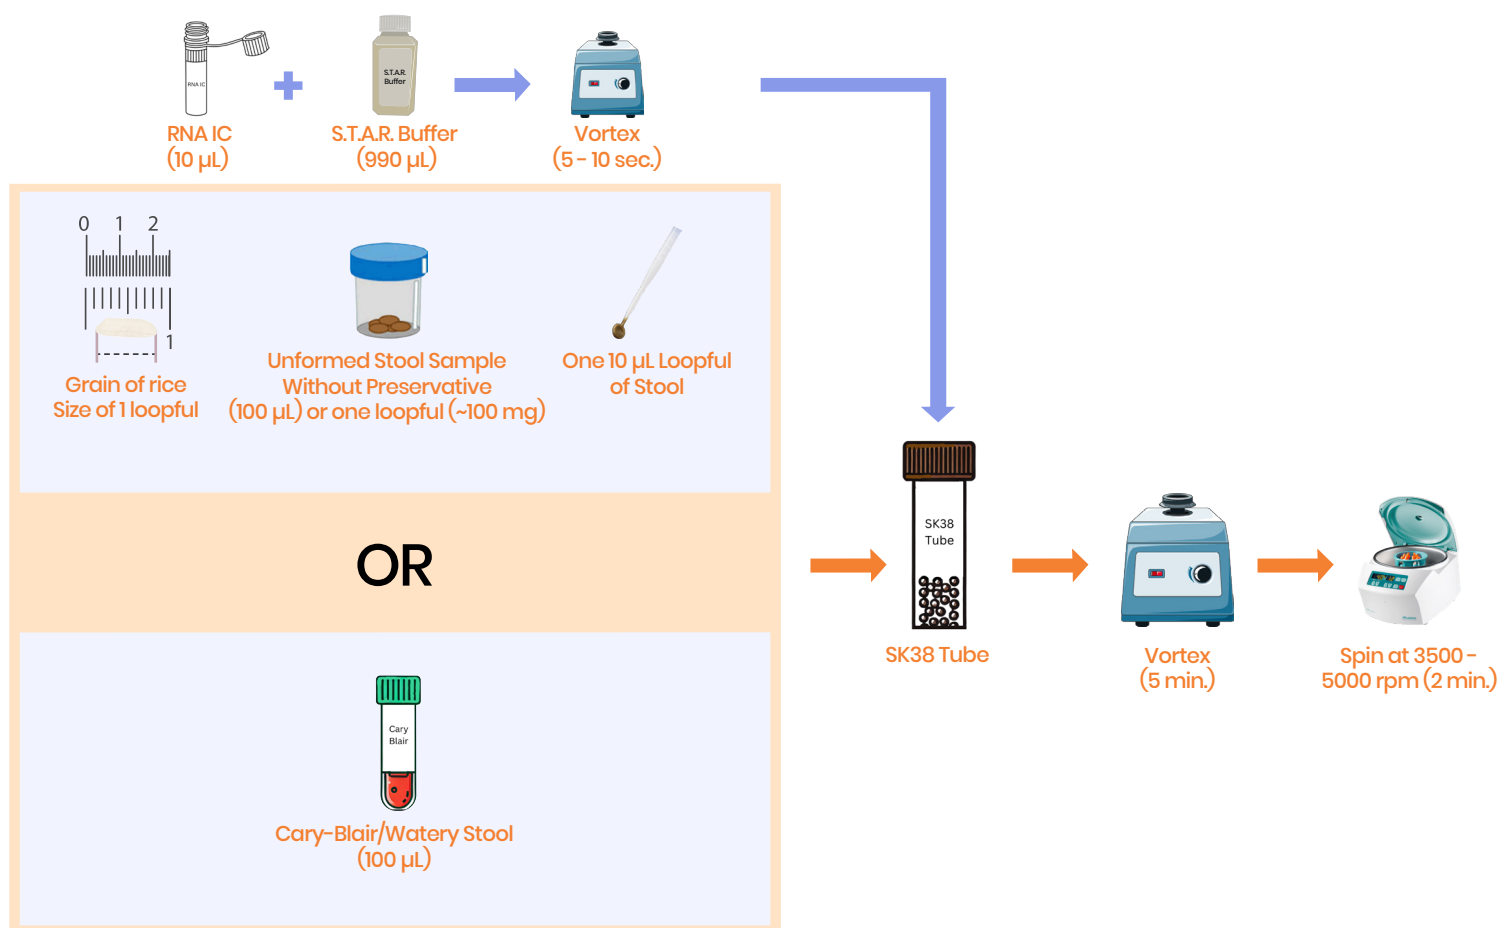 RNA IC
S.T.A.R.
Buffer
RNA IC
(10 µL)
S.T.A.R. Buffer
(990 µL)
Vortex
(5 - 10 sec.)
0 1 2
1
Grain of rice
Size of 1 loopful
Unformed Stool Sample
Without Preservative
(100 µL) or one loopful (~100 mg)
One 10 µL Loopful
of Stool
OR
Cary
Blair
Cary-Blair/Watery Stool
(100 µL)
SK38
Tube
SK38 Tube
Vortex
(5 min.)
Spin at 3500 -
5000 rpm (2 min.)